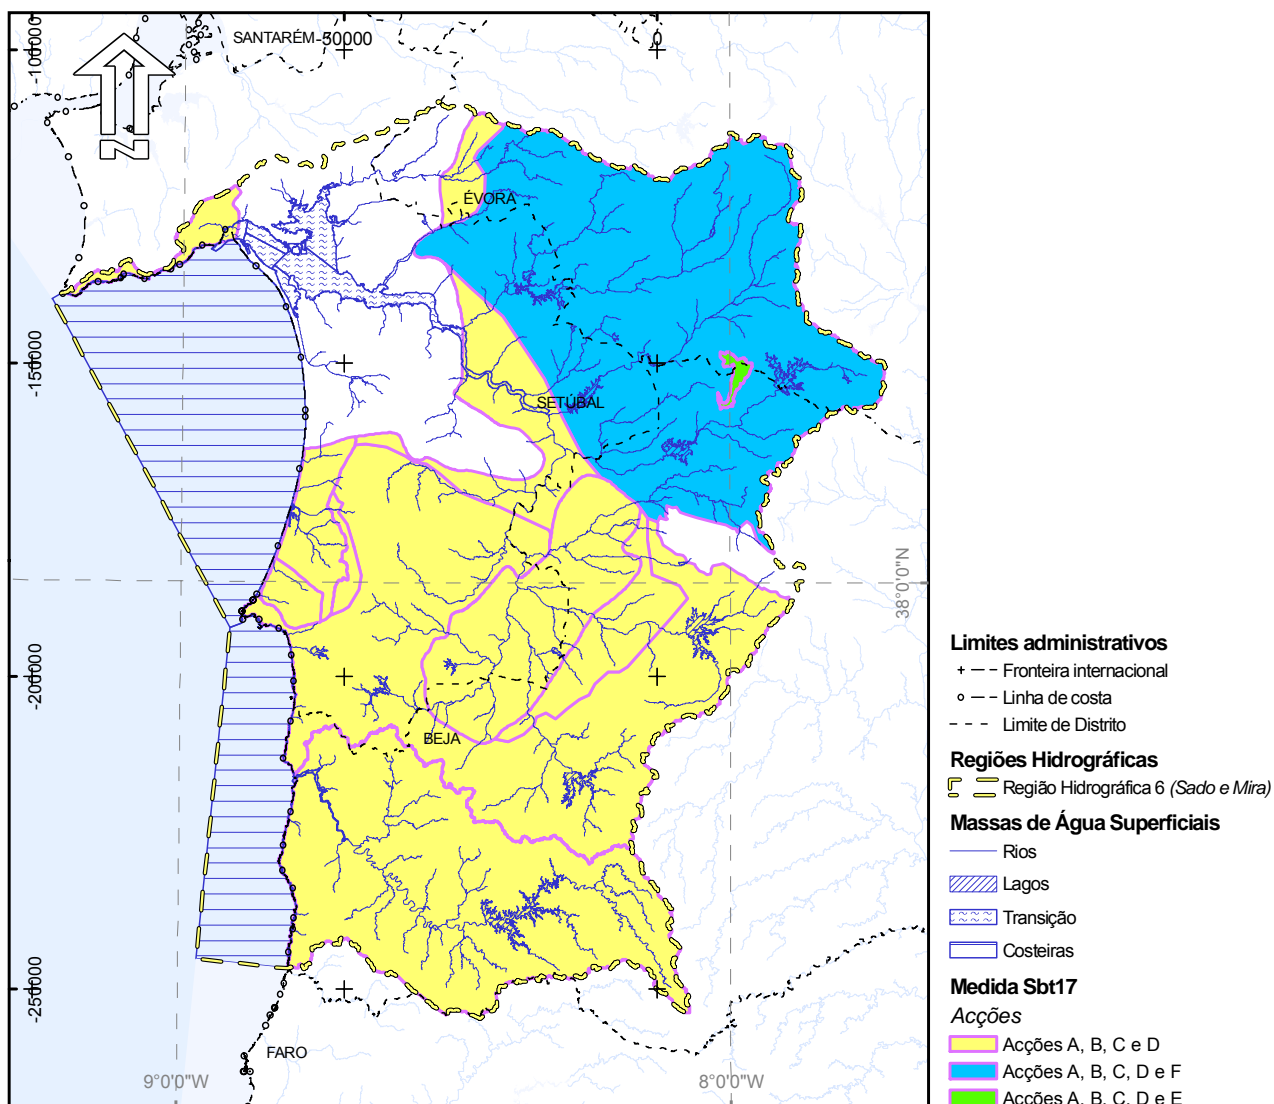 SANTARÉM
-50000
0
-100000
N
ÉVORA
-150000
SETÚBAL
38°0'0"N
-200000
BEJA
-250000
FARO
9°0'0"W
8°0'0"W
Limites administrativos
Fronteira internacional
Linha de costa
Limite de Distrito
Regiões Hidrográficas
Região Hidrográfica 6 (Sado e Mira)
Massas de Água Superficiais
Rios
Lagos
Transição
Costeiras
Medida Sbt17
Acções
Acções A, B, C e D
Acções A, B, C, D e F
Acções A, B, C, D e E